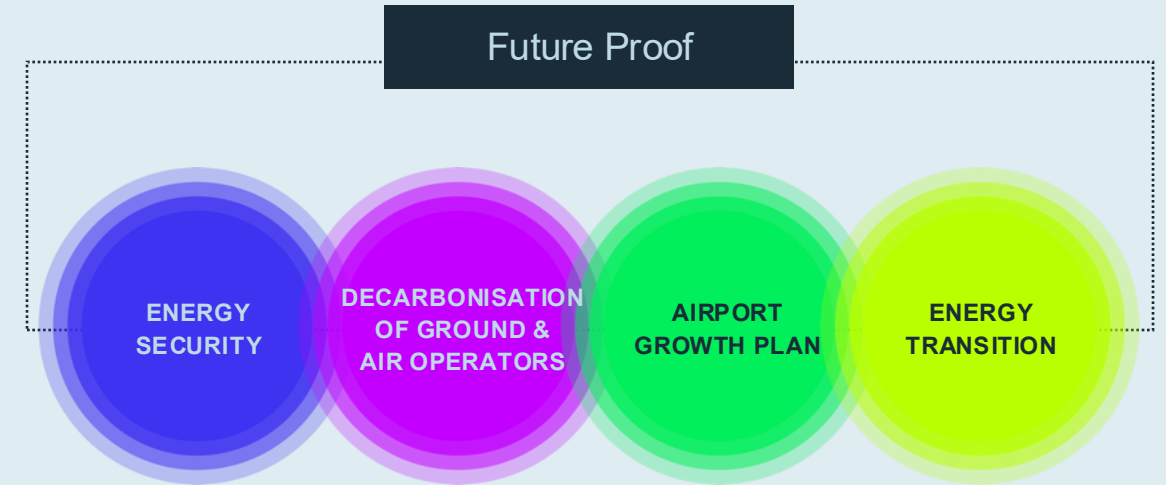 Future Proof
ENERGY
SECURITY
DECARBONISATION
OF GROUND &
AIR OPERATORS
AIRPORT
GROWTH PLAN
ENERGY
TRANSITION